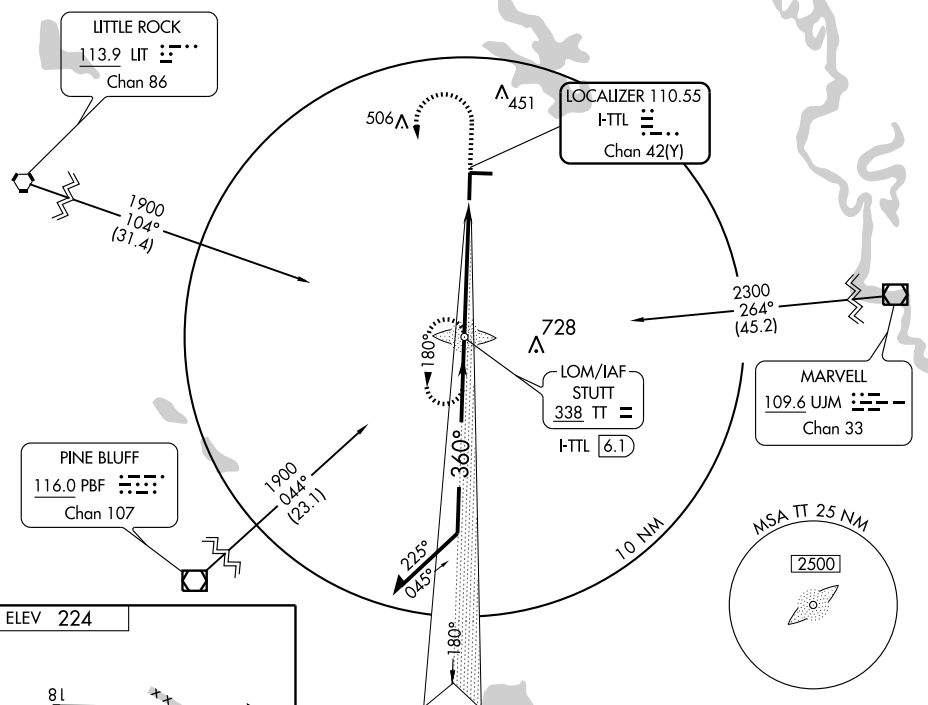 LITTLE ROCK
113.9 LIT
Chan 86
506
451
LOCALIZER 110.55
I-TTL
Chan 42(Y)
1900
104°
(31.4)
2300
264°
(45.2)
728
180°
LOM/IAF
STUTT
338 TT
I-TTL 6.1
MARVELL
109.6 UJM
Chan 33
360°
PINE BLUFF
116.0 PBF
Chan 107
1900
044°
(23.1)
10 NM
MSA TT 25 NM
2500
225°
045°
180°
ELEV 224
18
x x